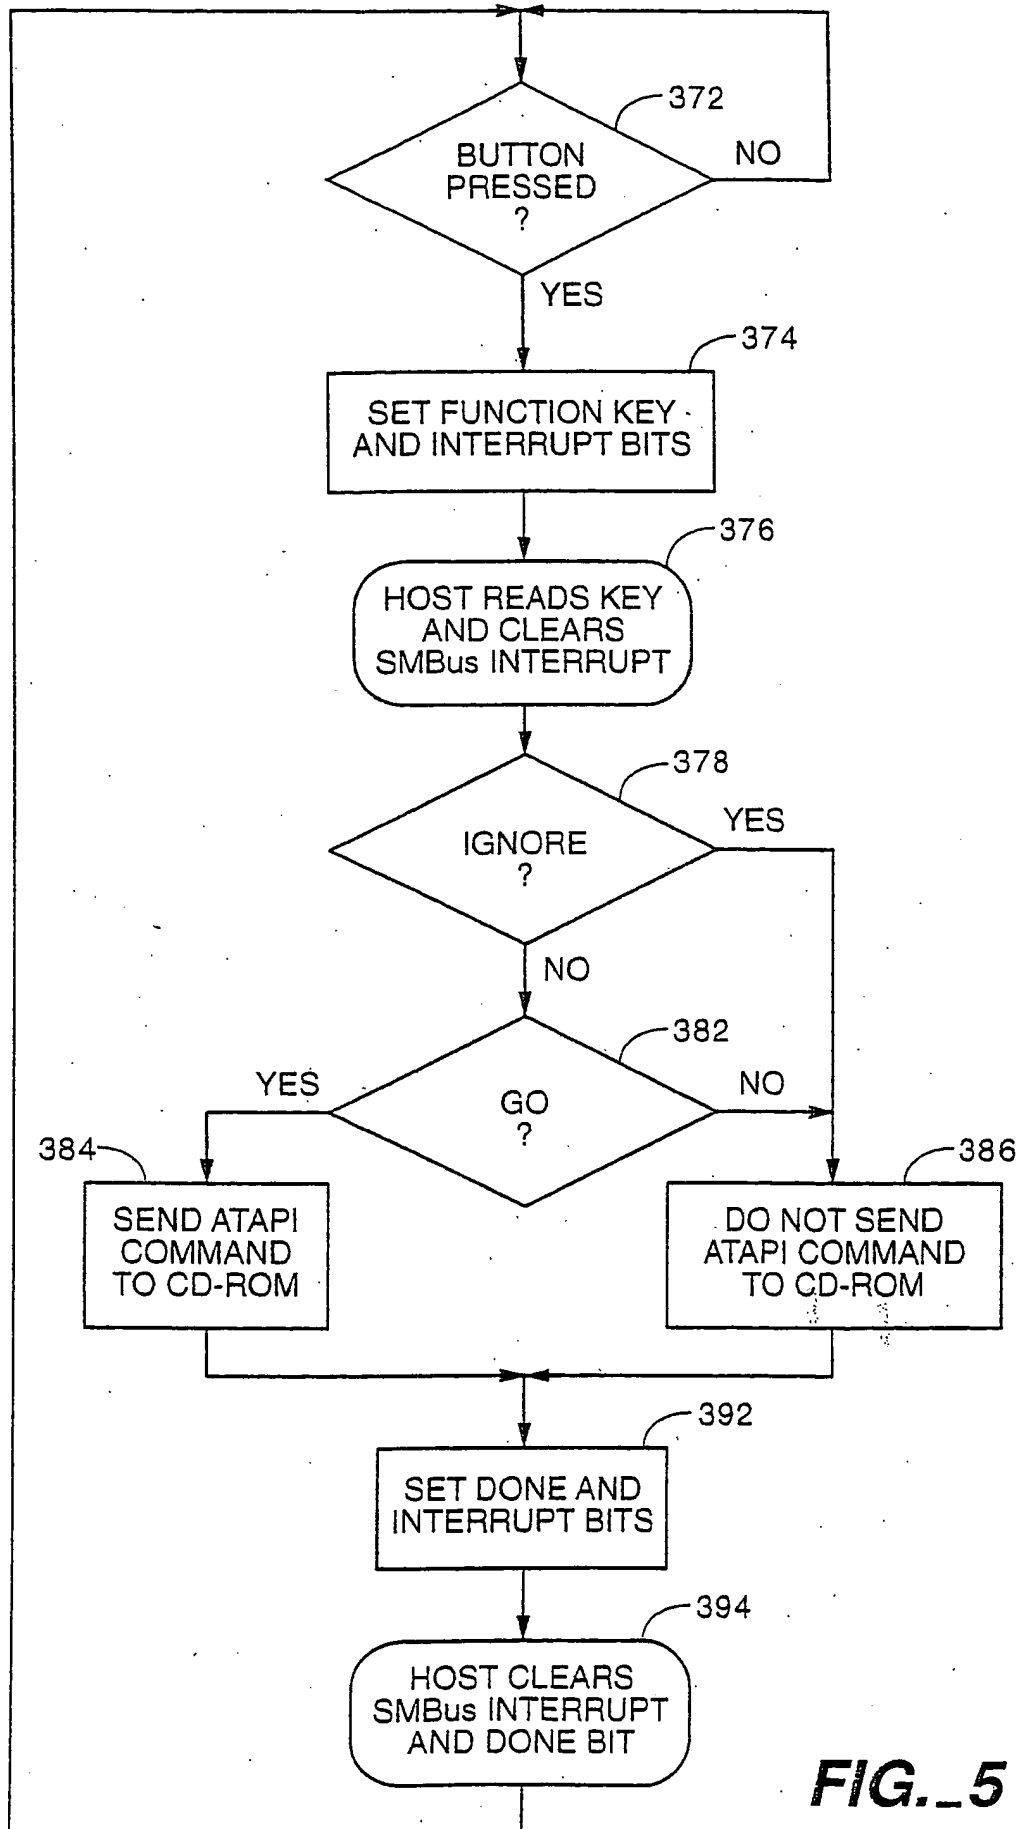 372
BUTTON
PRESSED
?
NO
YES
374
SET FUNCTION KEY
AND INTERRUPT BITS
376
HOST READS KEY
AND CLEARS
SMBus INTERRUPT
378
IGNORE
?
YES
NO
382
GO
?
YES
NO
384
SEND ATAPI
COMMAND
TO CD-ROM
386
DO NOT SEND
ATAPI COMMAND
TO CD-ROM
392
SET DONE AND
INTERRUPT BITS
394
HOST CLEARS
SMBus INTERRUPT
AND DONE BIT
FIG._5